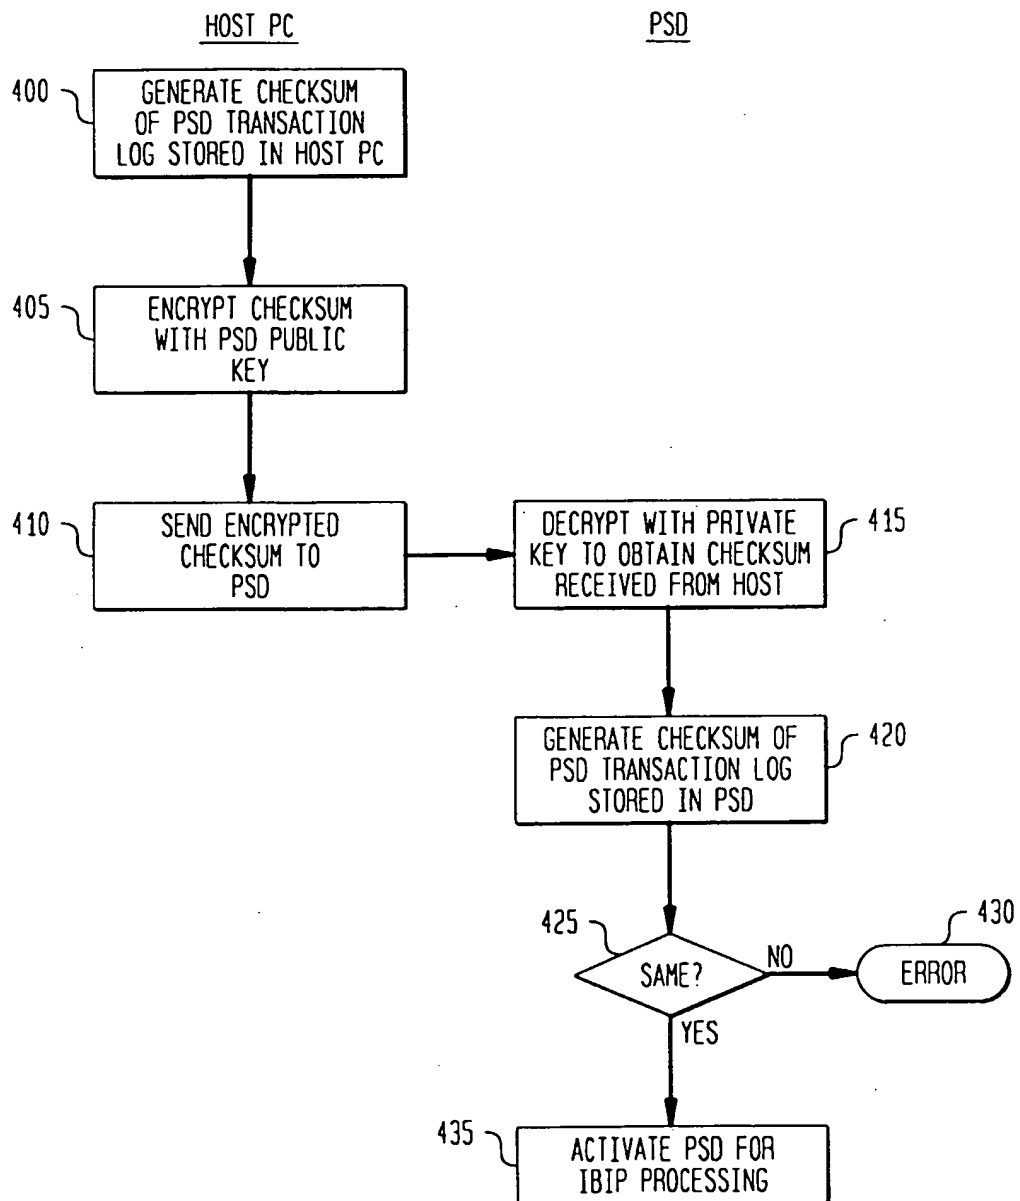 HOST PC
PSD
400
GENERATE CHECKSUM
OF PSD TRANSACTION
LOG STORED IN HOST PC
405
ENCRYPT CHECKSUM
WITH PSD PUBLIC
KEY
410
SEND ENCRYPTED
CHECKSUM TO
PSD
DECRYPT WITH PRIVATE
KEY TO OBTAIN CHECKSUM
RECEIVED FROM HOST
415
GENERATE CHECKSUM OF
PSD TRANSACTION LOG
STORED IN PSD
420
425
SAME?
NO
430
ERROR
YES
435
ACTIVATE PSD FOR
IBIP PROCESSING